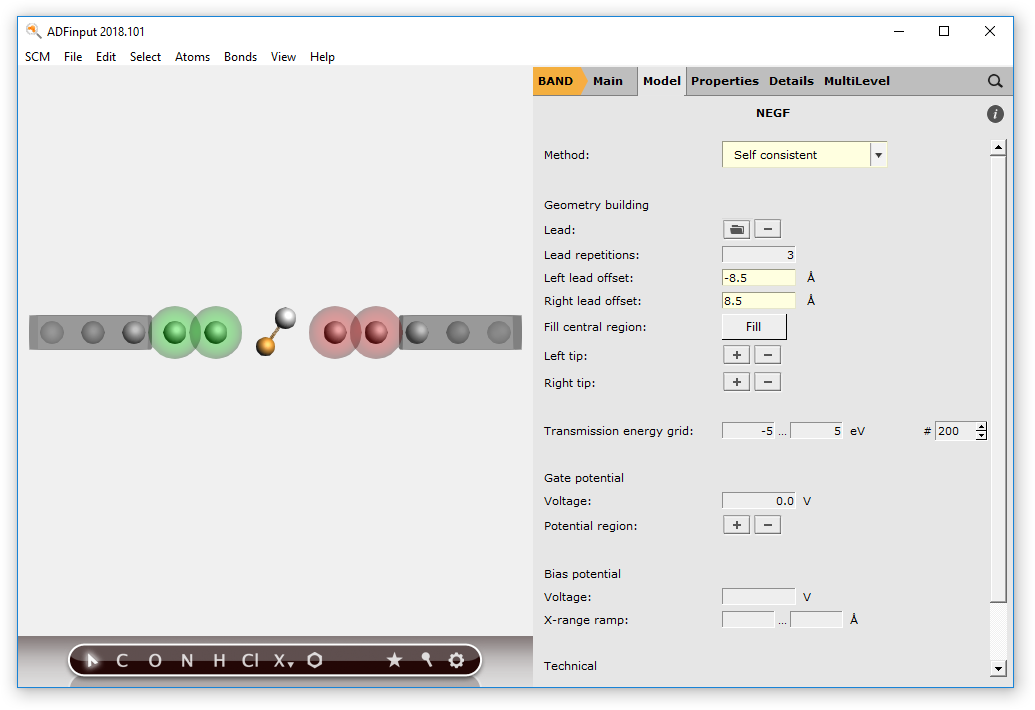 ADFinput 2018.101
SCM File Edit Select Atoms Bonds View Help
BAND Main Model Properties Details MultiLevel
NEGF
i
Method: Self consistent
Geometry building
Lead: −
Lead repetitions: 3
Left lead offset: -8.5 Å
Right lead offset: 8.5 Å
Fill central region: Fill
Left tip: + −
Right tip: + −
Transmission energy grid: -5 ... 5 eV # 200
Gate potential
Voltage: 0.0 V
Potential region: + −
Bias potential
Voltage: V
X-range ramp: ... Å
Technical
C O N H Cl X